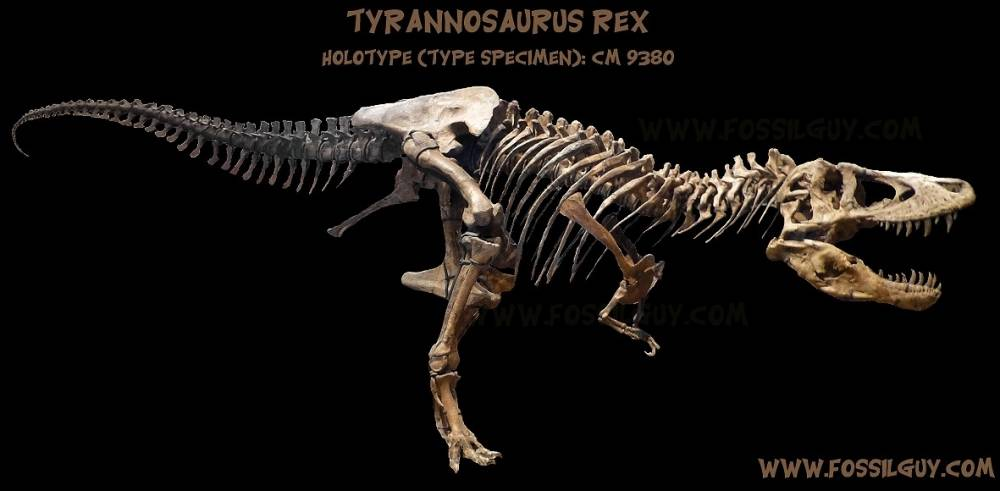 TYRANNOSAURUS REX
HOLOTYPE (TYPE SPECIMEN): CM 9380
WWW.FOSSILGUY.COM
WWW.FOSSILGUY.COM
WWW.FOSSILGUY.COM